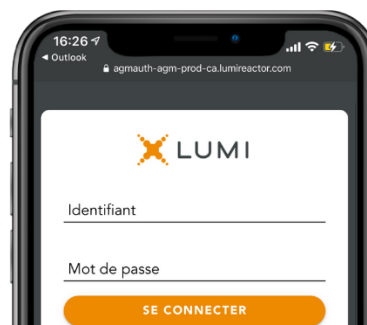 16:26
◄ Outlook
agmauth-agm-prod-ca.lumireactor.com
LUMI
Identifiant
Mot de passe
SE CONNECTER